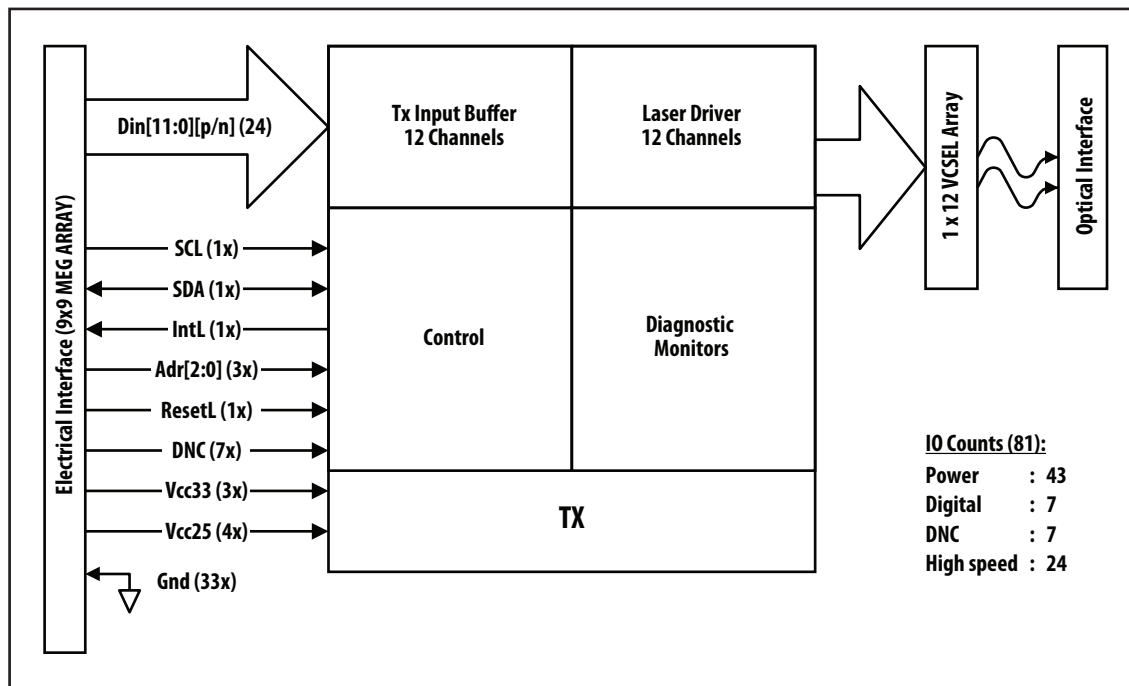 Electrical Interface (9x9 MEG ARRAY)
Din[11:0][p/n] (24)
SCL (1x)
SDA (1x)
IntL (1x)
Adr[2:0] (3x)
ResetL (1x)
DNC (7x)
Vcc33 (3x)
Vcc25 (4x)
Gnd (33x)
Tx Input Buffer
12 Channels
Laser Driver
12 Channels
Control
Diagnostic
Monitors
TX
1 x 12 VCSEL Array
Optical Interface
IO Counts (81):
Power : 43
Digital : 7
DNC : 7
High speed : 24